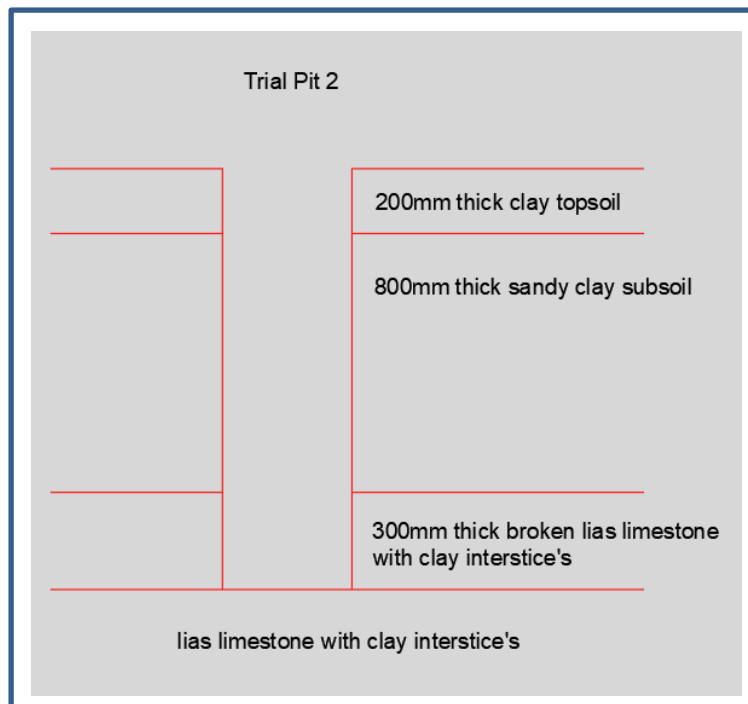 Trial Pit 2
200mm thick clay topsoil
800mm thick sandy clay subsoil
300mm thick broken lias limestone
with clay interstice's
lias limestone with clay interstice's